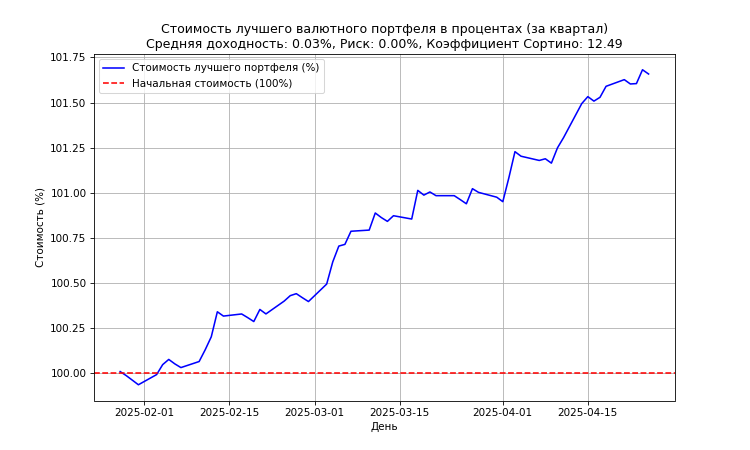 Стоимость лучшего валютного портфеля в процентах (за квартал)
Средняя доходность: 0.03%, Риск: 0.00%, Коэффициент Сортино: 12.49
Стоимость лучшего портфеля (%)
Начальная стоимость (100%)
Стоимость (%)
101.75
101.50
101.25
101.00
100.75
100.50
100.25
100.00
2025-02-01 2025-02-15 2025-03-01 2025-03-15 2025-04-01 2025-04-15
День